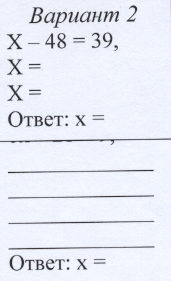 Вариант 2
X – 48 = 39,
X =
X =
Ответ: x =
Ответ: x =